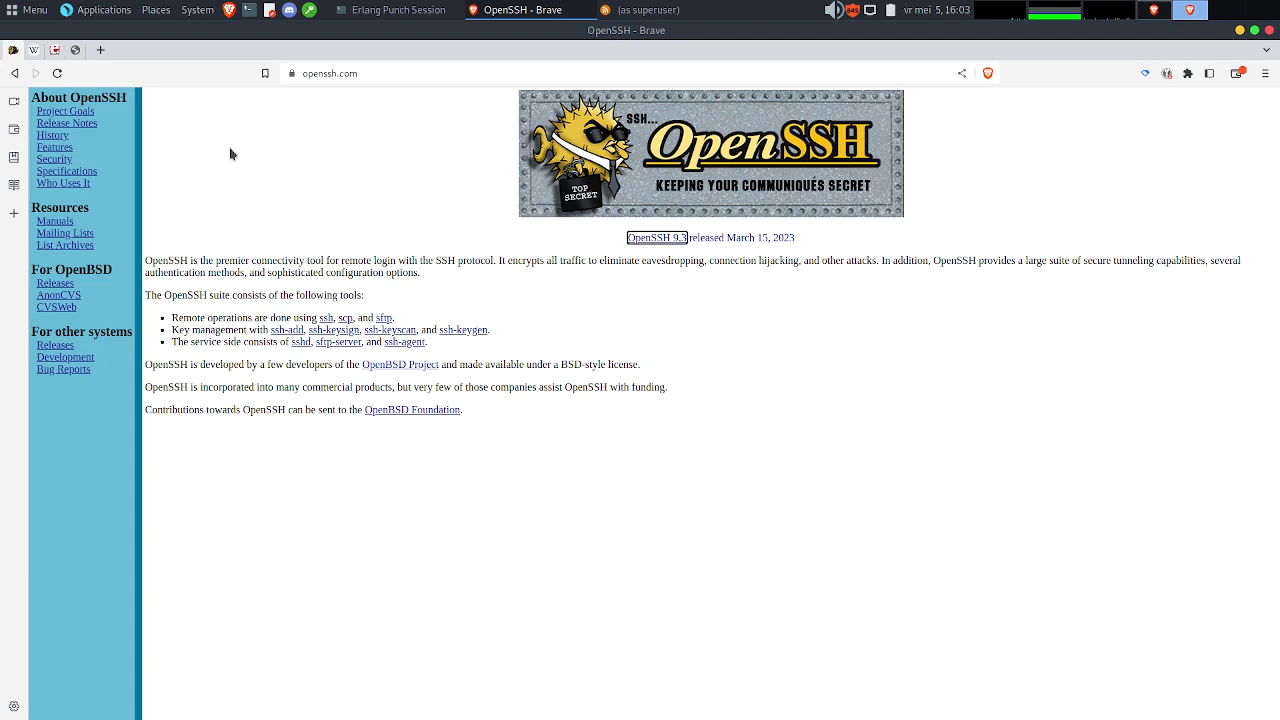 Menu Applications Places System Erlang Punch Session OpenSSH - Brave (as superuser) 845 vr mei 5, 16:03
OpenSSH - Brave
W
openssh.com
About OpenSSH
Project Goals
Release Notes
History
Features
Security
Specifications
Who Uses It
Resources
Manuals
Mailing Lists
List Archives
For OpenBSD
Releases
AnonCVS
CVSWeb
For other systems
Releases
Development
Bug Reports
SSH...
OpenSSH
KEEPING YOUR COMMUNIQUÉS SECRET
TOP
SECRET
OpenSSH 9.3 released March 15, 2023
OpenSSH is the premier connectivity tool for remote login with the SSH protocol. It encrypts all traffic to eliminate eavesdropping, connection hijacking, and other attacks. In addition, OpenSSH provides a large suite of secure tunneling capabilities, several
authentication methods, and sophisticated configuration options.
The OpenSSH suite consists of the following tools:
• Remote operations are done using ssh, scp, and sftp.
• Key management with ssh-add, ssh-keysign, ssh-keyscan, and ssh-keygen.
• The service side consists of sshd, sftp-server, and ssh-agent.
OpenSSH is developed by a few developers of the OpenBSD Project and made available under a BSD-style license.
OpenSSH is incorporated into many commercial products, but very few of those companies assist OpenSSH with funding.
Contributions towards OpenSSH can be sent to the OpenBSD Foundation.